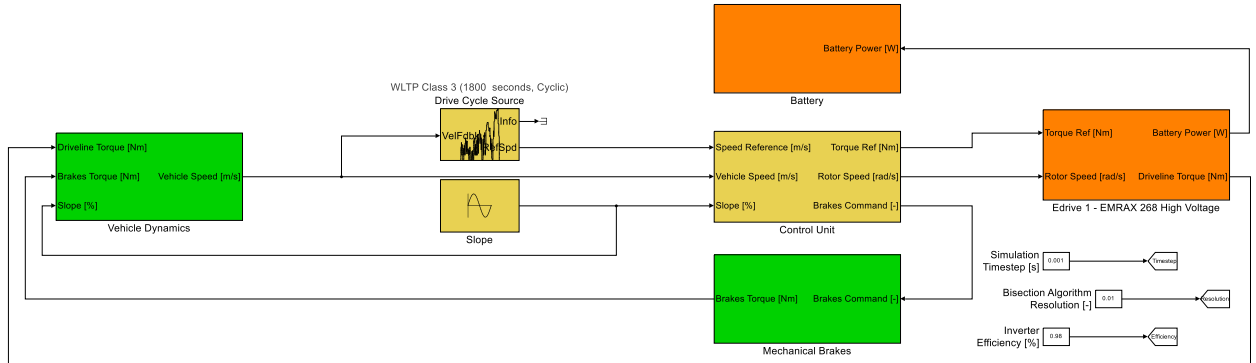 Battery Power [W]
Battery
WLTP Class 3 (1800  seconds, Cyclic)
Drive Cycle Source
Info
VelFdbk
RefSpd
Driveline Torque [Nm]
Brakes Torque [Nm]
Vehicle Speed [m/s]
Slope [%]
Vehicle Dynamics
Slope
Speed Reference [m/s]
Torque Ref [Nm]
Vehicle Speed [m/s]
Rotor Speed [rad/s]
Slope [%]
Brakes Command [-]
Control Unit
Torque Ref [Nm]
Battery Power [W]
Rotor Speed [rad/s]
Driveline Torque [Nm]
Edrive 1 - EMRAX 268 High Voltage
Brakes Torque [Nm]
Brakes Command [-]
Mechanical Brakes
Simulation
Timestep [s]
0.001
Timestep
Bisection Algorithm
Resolution [-]
0.01
Resolution
Inverter
Efficiency [%]
0.98
Efficiency